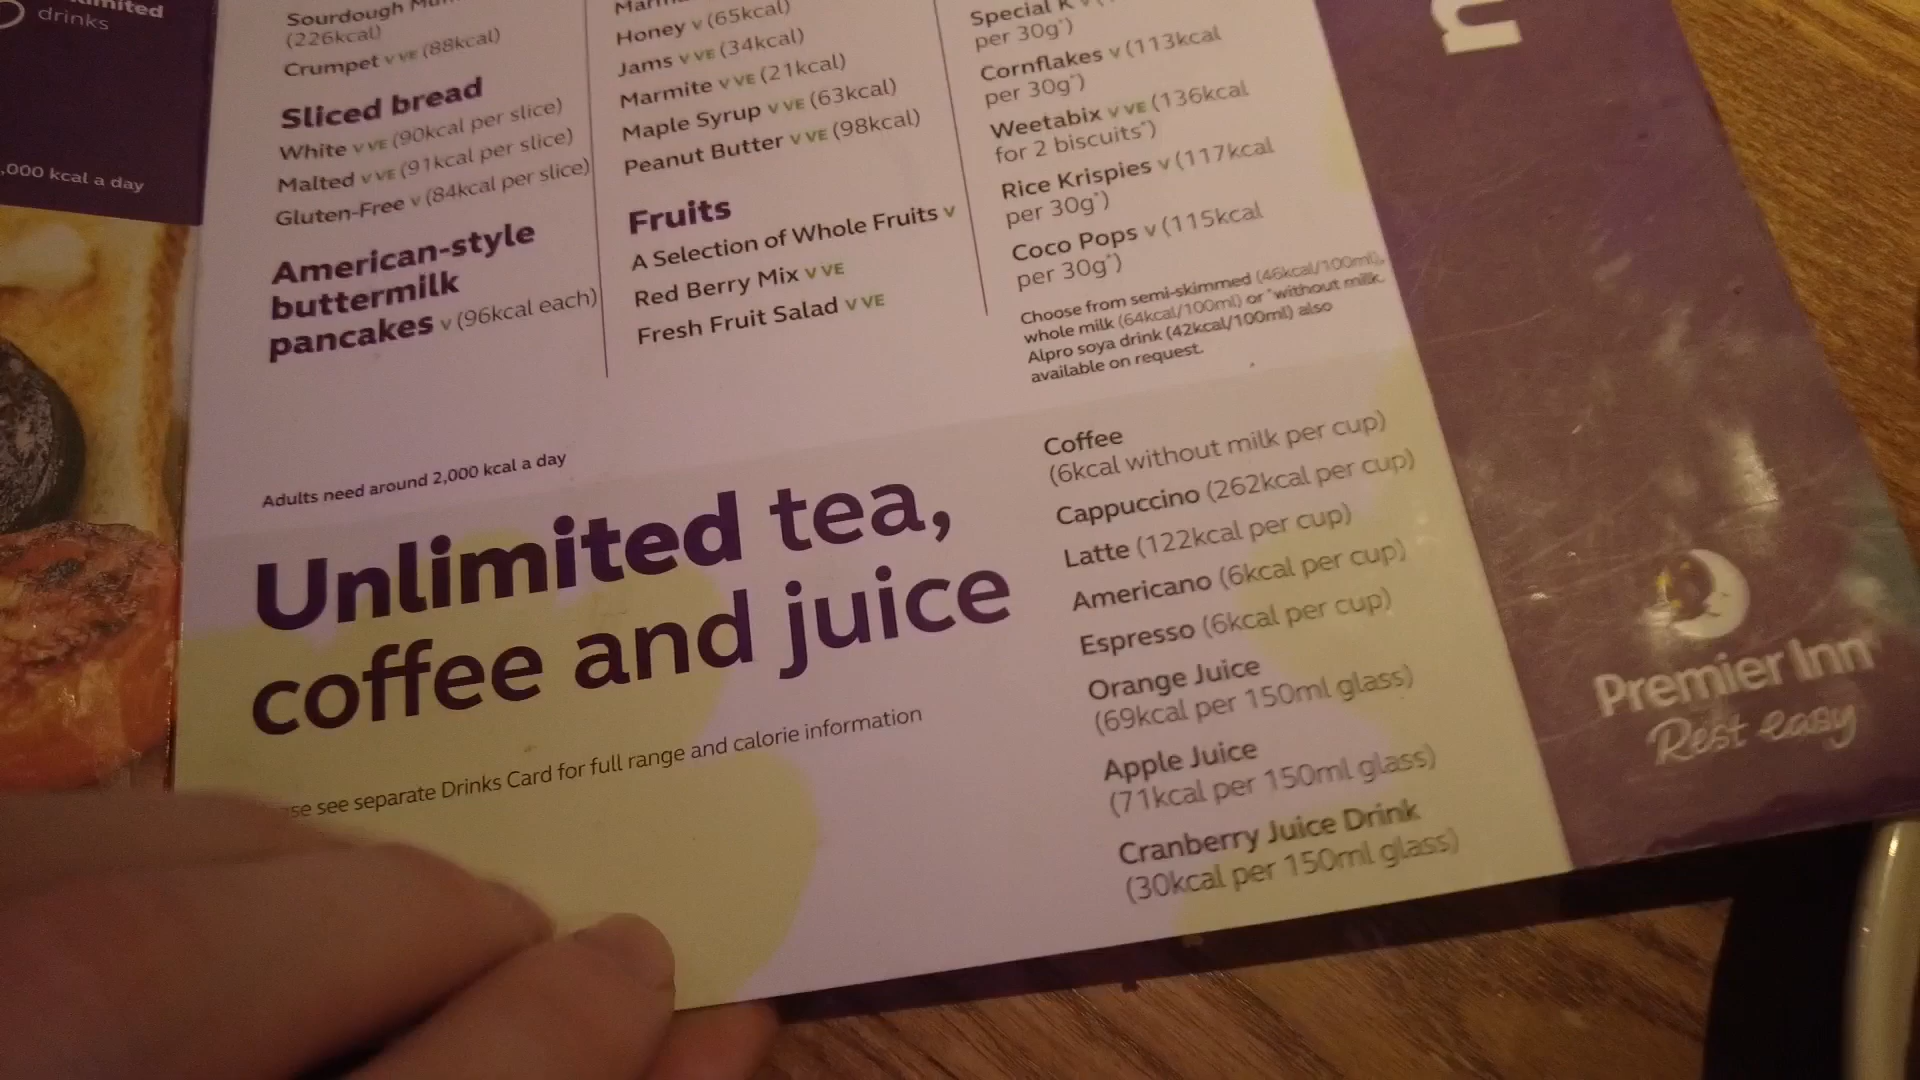 drinks
,000 kcal a day
Sourdough
(226kcal)
Crumpet V VE (88kcal)
Sliced bread
White V VE (90kcal per slice)
Malted V VE (91kcal per slice)
Gluten-Free V (84kcal per slice)
American-style
buttermilk
pancakes V (96kcal each)
Honey V (65kcal)
Jams V VE (34kcal)
Marmite V VE (21kcal)
Maple Syrup V VE (63kcal)
Peanut Butter V VE (98kcal)
Fruits
A Selection of Whole Fruits V
Red Berry Mix V VE
Fresh Fruit Salad V VE
Special K V
per 30g*)
Cornflakes V (113kcal
per 30g*)
Weetabix V VE (136kcal
for 2 biscuits*)
Rice Krispies V (117kcal
per 30g*)
Coco Pops V (115kcal
per 30g*)
Choose from semi-skimmed (46kcal/100ml),
whole milk (64kcal/100ml) or *without milk.
Alpro soya drink (42kcal/100ml) also
available on request.
Adults need around 2,000 kcal a day
Unlimited tea,
coffee and juice
see separate Drinks Card for full range and calorie information
Coffee
(6kcal without milk per cup)
Cappuccino (262kcal per cup)
Latte (122kcal per cup)
Americano (6kcal per cup)
Espresso (6kcal per cup)
Orange Juice
(69kcal per 150ml glass)
Apple Juice
(71kcal per 150ml glass)
Cranberry Juice Drink
(30kcal per 150ml glass)
Premier Inn
Rest easy